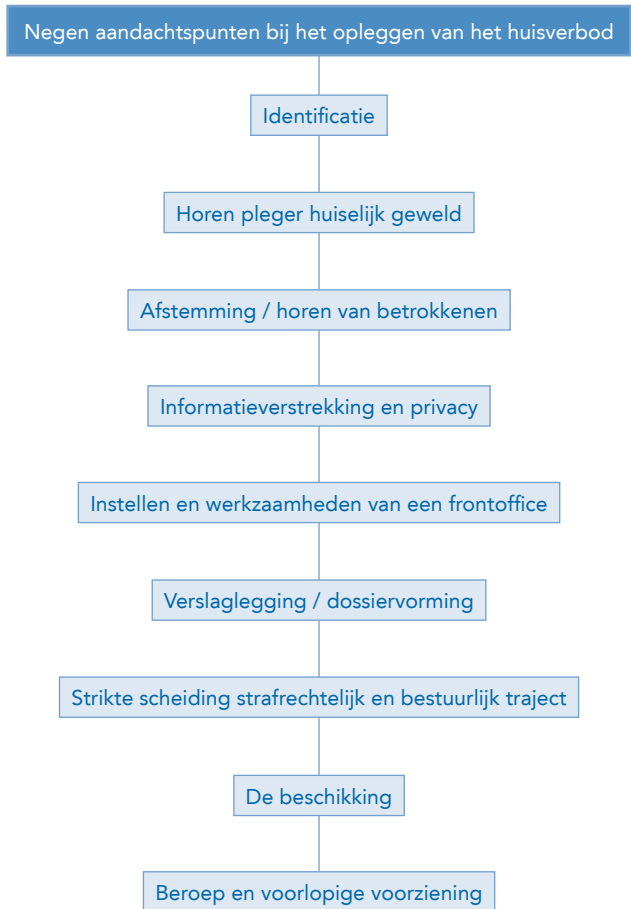 Negen aandachtspunten bij het opleggen van het huisverbod
Identificatie
Horen pleger huiselijk geweld
Afstemming / horen van betrokkenen
Informatieverstrekking en privacy
Instellen en werkzaamheden van een frontoffice
Verslaglegging / dossiervorming
Strikte scheiding strafrechtelijk en bestuurlijk traject
De beschikking
Beroep en voorlopige voorziening